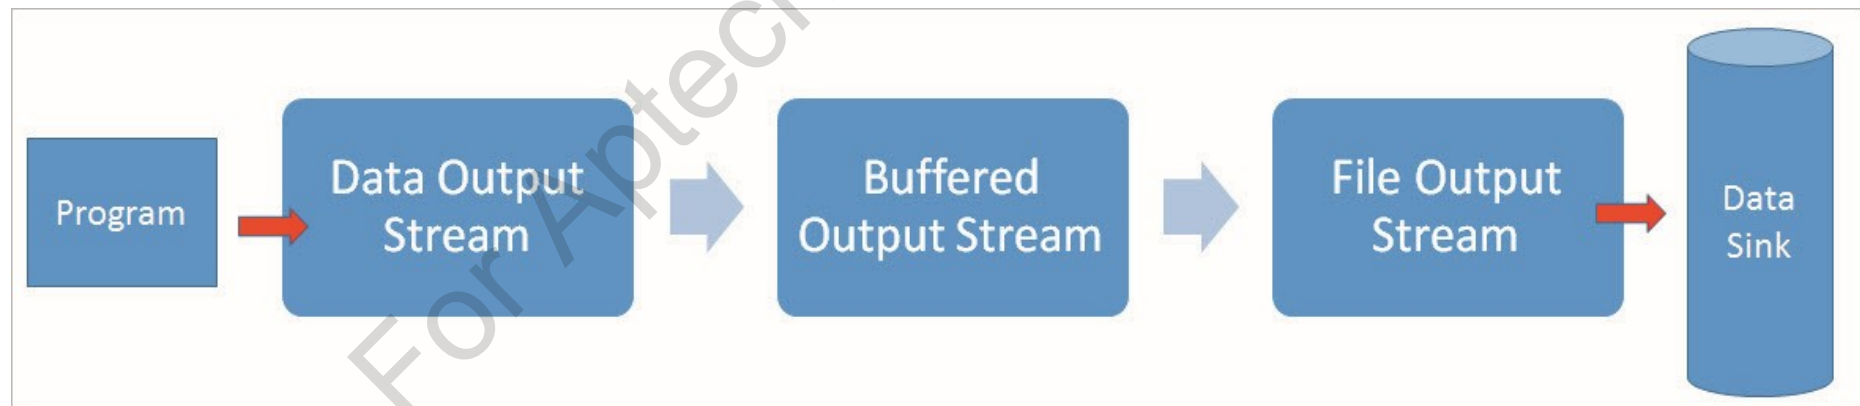 Program
Data Output
Stream
Buffered
Output Stream
File Output
Stream
Data
Sink
For Aptech